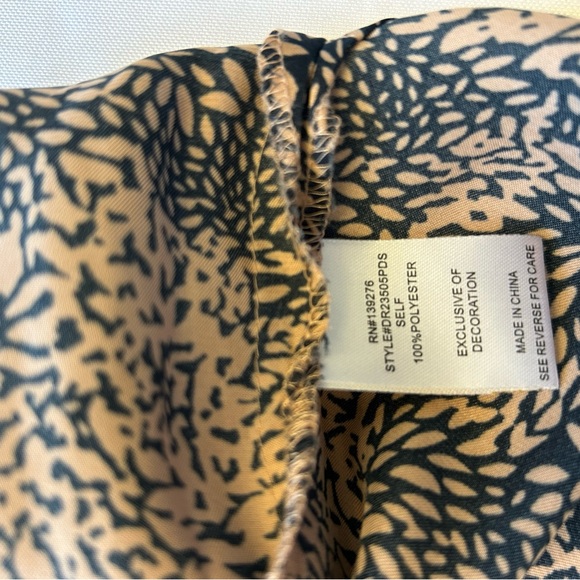 RN#139276
STYLE#DR23505PDS
SELF
100%POLYESTER
EXCLUSIVE OF
DECORATION
MADE IN CHINA
SEE REVERSE FOR CARE